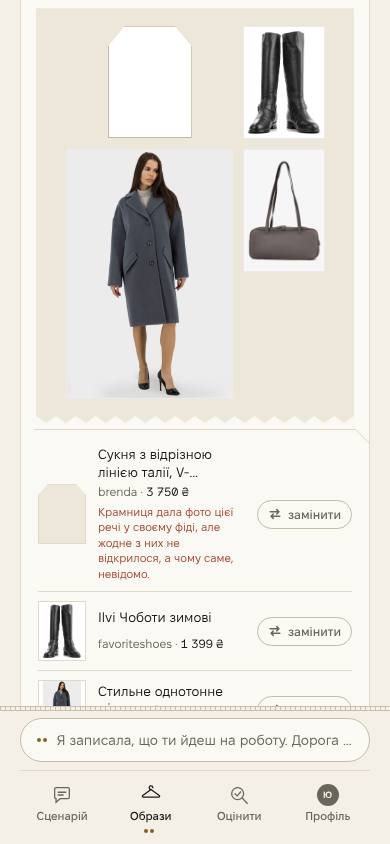 Сукня з відрізною
лінією талії, V-...
brenda · 3 750 ₴
Крамниця дала фото цієї
речі у своєму фіді, але
жодне з них не
відкрилося, а чому саме,
невідомо.
замінити
Ilvi Чоботи зимові
favoriteshoes · 1 399 ₴
замінити
Стильне однотонне
замінити
Я записала, що ти йдеш на роботу. Дорога ...
Сценарій
Образи
Оцінити
Ю
Профіль